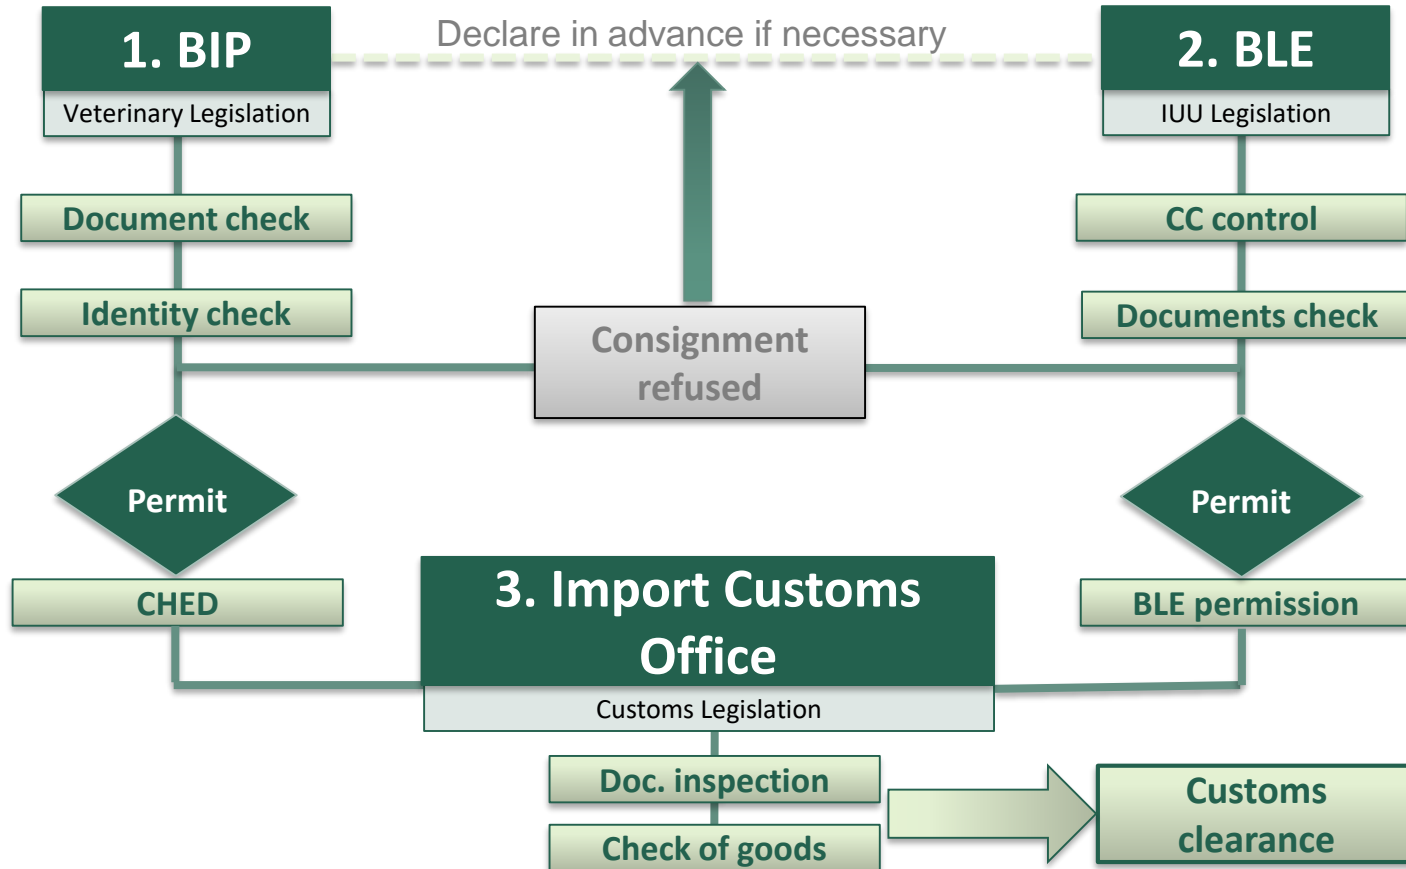 1. BIP
Declare in advance if necessary
2. BLE
Veterinary Legislation
IUU Legislation
Document check
CC control
Identity check
Documents check
Consignment
refused
Permit
Permit
CHED
3. Import Customs
Office
BLE permission
Customs Legislation
Doc. inspection
Check of goods
Customs
clearance